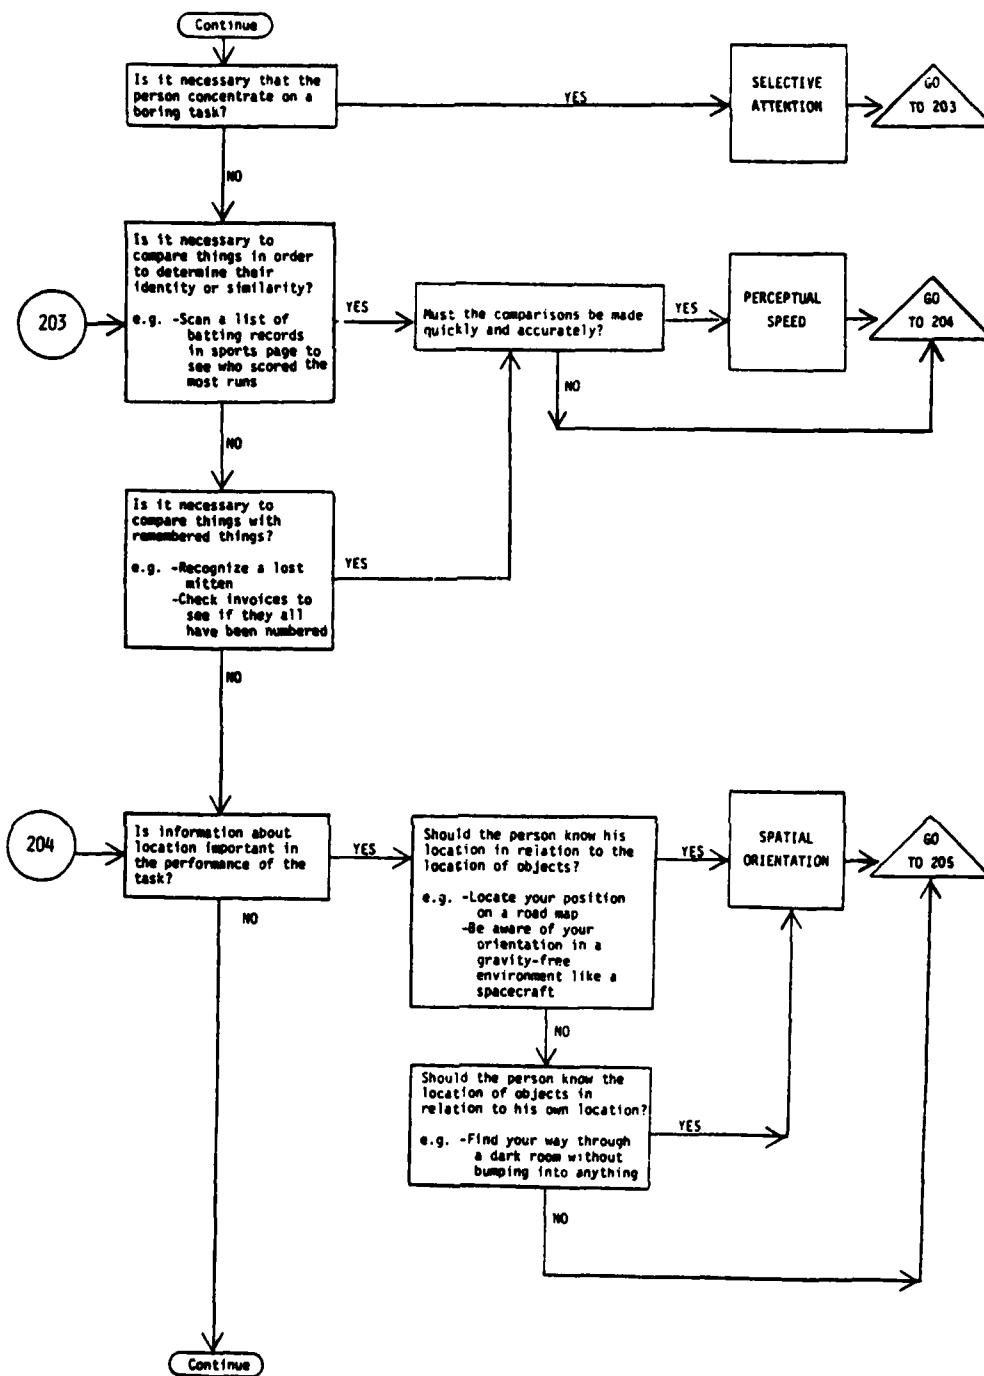 Continue
Is it necessary that the
person concentrate on a
boring task?
YES
SELECTIVE
ATTENTION
GO
TO 203
NO
203
Is it necessary to
compare things in order
to determine their
identity or similarity?
e.g. -Scan a list of
batting records
in sports page to
see who scored the
most runs
YES
Must the comparisons be made
quickly and accurately?
YES
PERCEPTUAL
SPEED
GO
TO 204
NO
NO
Is it necessary to
compare things with
remembered things?
e.g. -Recognize a lost
mitten
-Check invoices to
see if they all
have been numbered
YES
NO
204
Is information about
location important in
the performance of the
task?
YES
Should the person know his
location in relation to the
location of objects?
e.g. -Locate your position
on a road map
-Be aware of your
orientation in a
gravity-free
environment like a
spacecraft
YES
SPATIAL
ORIENTATION
GO
TO 205
NO
NO
Should the person know the
location of objects in
relation to his own location?
e.g. -Find your way through
a dark room without
bumping into anything
YES
NO
Continue